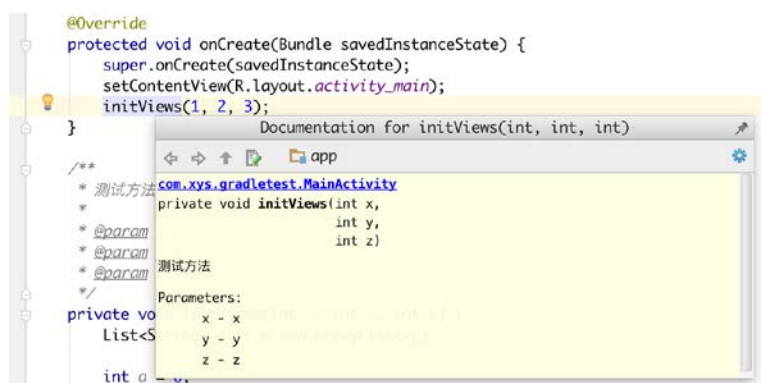 @Override
protected void onCreate(Bundle savedInstanceState) {
super.onCreate(savedInstanceState);
setContentView(R.layout.activity_main);
initViews(1, 2, 3);
}
Documentation for initViews(int, int, int)
app
/**
* 测试方法
*
* @param
* @param
* @param
*/
private vo
List<S
int a = 0;
com.xys.gradletest.MainActivity
private void initViews(int x,
int y,
int z)
测试方法
Parameters:
x - x
y - y
z - z